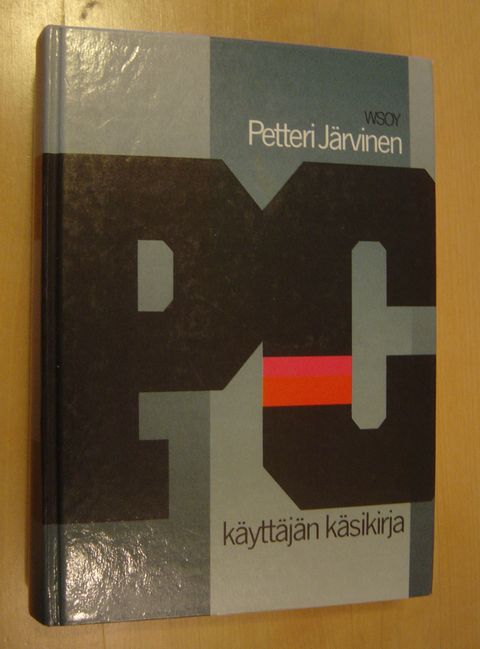 WSOY
Petteri Järvinen
PC
käyttäjän käsikirja